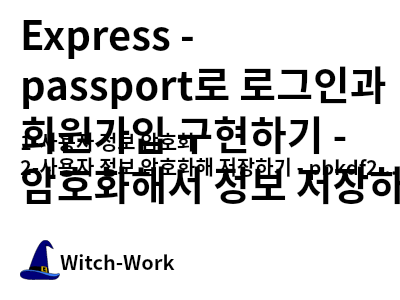 Express -
passport로 로그인과
회원가입 구현하기 -
1. 사용자 정보 암호화
2. 사용자 정보 암호화해 저장하기 - pbkdf2...
암호화해서 정보 저장하
Witch-Work